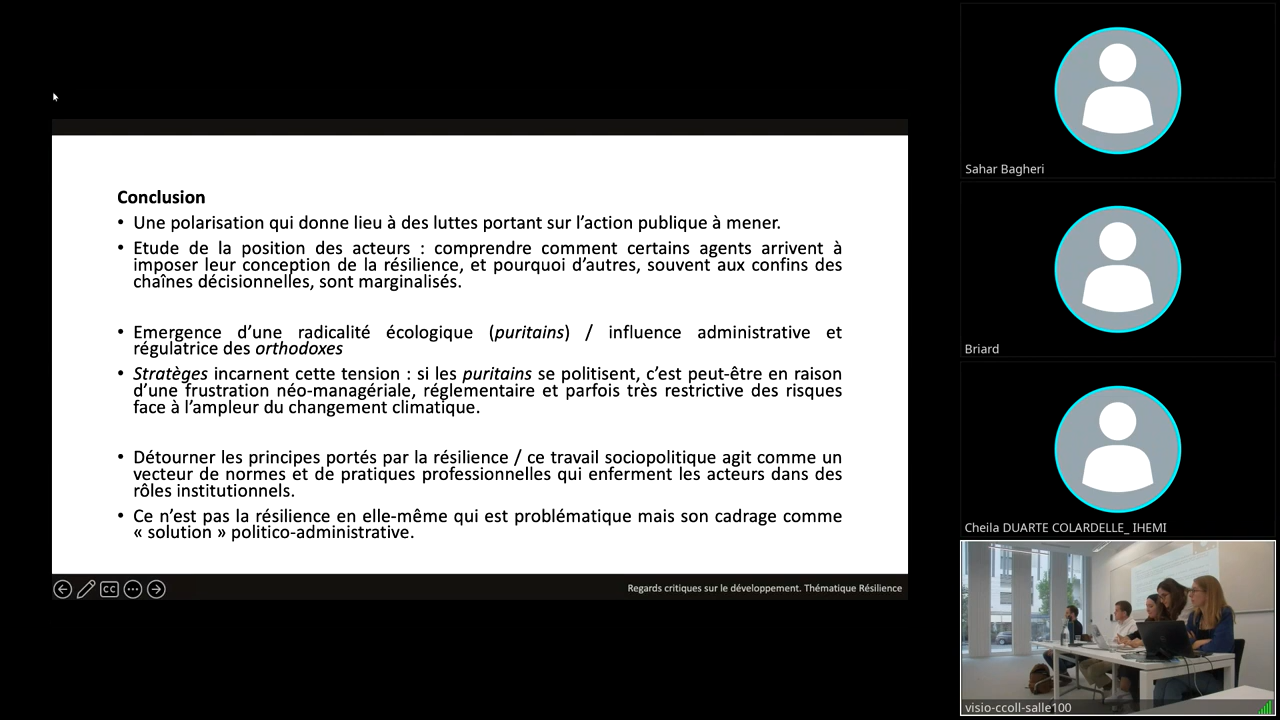 Conclusion
• Une polarisation qui donne lieu à des luttes portant sur l’action publique à mener.
• Etude de la position des acteurs : comprendre comment certains agents arrivent à
imposer leur conception de la résilience, et pourquoi d’autres, souvent aux confins des
chaînes décisionnelles, sont marginalisés.
• Emergence d’une radicalité écologique (puritains) / influence administrative et
régulatrice des orthodoxes
• Stratèges incarnent cette tension : si les puritains se politisent, c’est peut-être en raison
d’une frustration néo-managériale, réglementaire et parfois très restrictive des risques
face à l’ampleur du changement climatique.
• Détourner les principes portés par la résilience / ce travail sociopolitique agit comme un
vecteur de normes et de pratiques professionnelles qui enferment les acteurs dans des
rôles institutionnels.
• Ce n’est pas la résilience en elle-même qui est problématique mais son cadrage comme
« solution » politico-administrative.
CC
Regards critiques sur le développement. Thématique Résilience
Sahar Bagheri
Briard
Cheila DUARTE COLARDELLE_ IHEMI
visio-ccoll-salle100